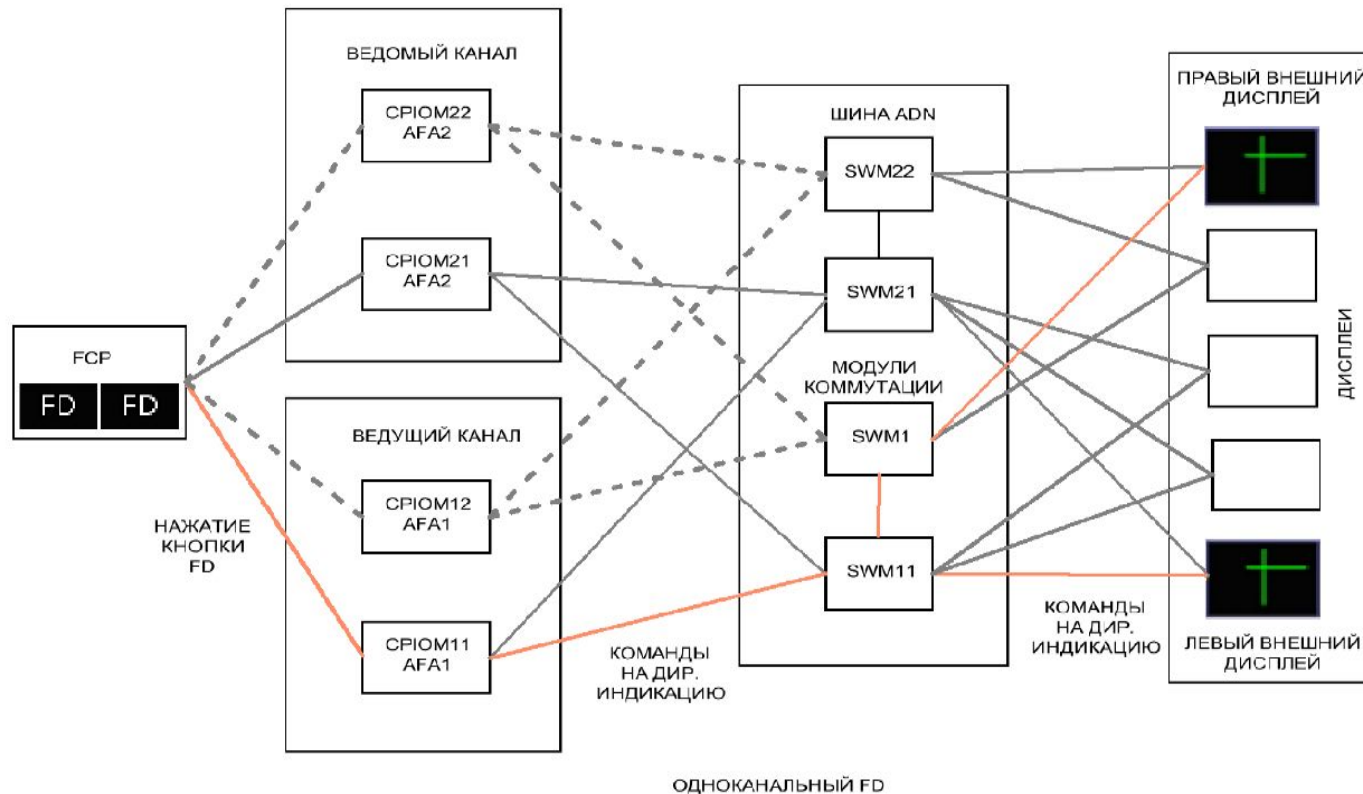 ВЕДОМЫЙ КАНАЛ
CPIOM22
AFA2
CPIOM21
AFA2
FCP
FD FD
ВЕДУЩИЙ КАНАЛ
CPIOM12
AFA1
CPIOM11
AFA1
НАЖАТИЕ
КНОПКИ
FD
КОМАНДЫ
НА ДИР.
ИНДИКАЦИЮ
ШИНА ADN
SWM22
SWM21
МОДУЛИ
КОММУТАЦИИ
SWM1
SWM11
КОМАНДЫ
НА ДИР.
ИНДИКАЦИЮ
ПРАВЫЙ ВНЕШНИЙ
ДИСПЛЕЙ
ДИСПЛЕИ
ЛЕВЫЙ ВНЕШНИЙ
ДИСПЛЕЙ
ОДНОКАНАЛЬНЫЙ FD